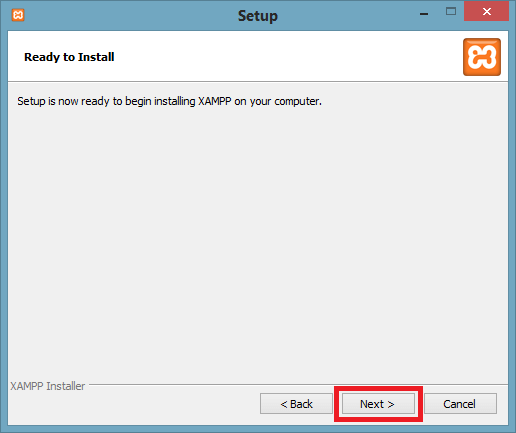 Setup
Ready to Install
Setup is now ready to begin installing XAMPP on your computer.
XAMPP Installer
< Back
Next >
Cancel